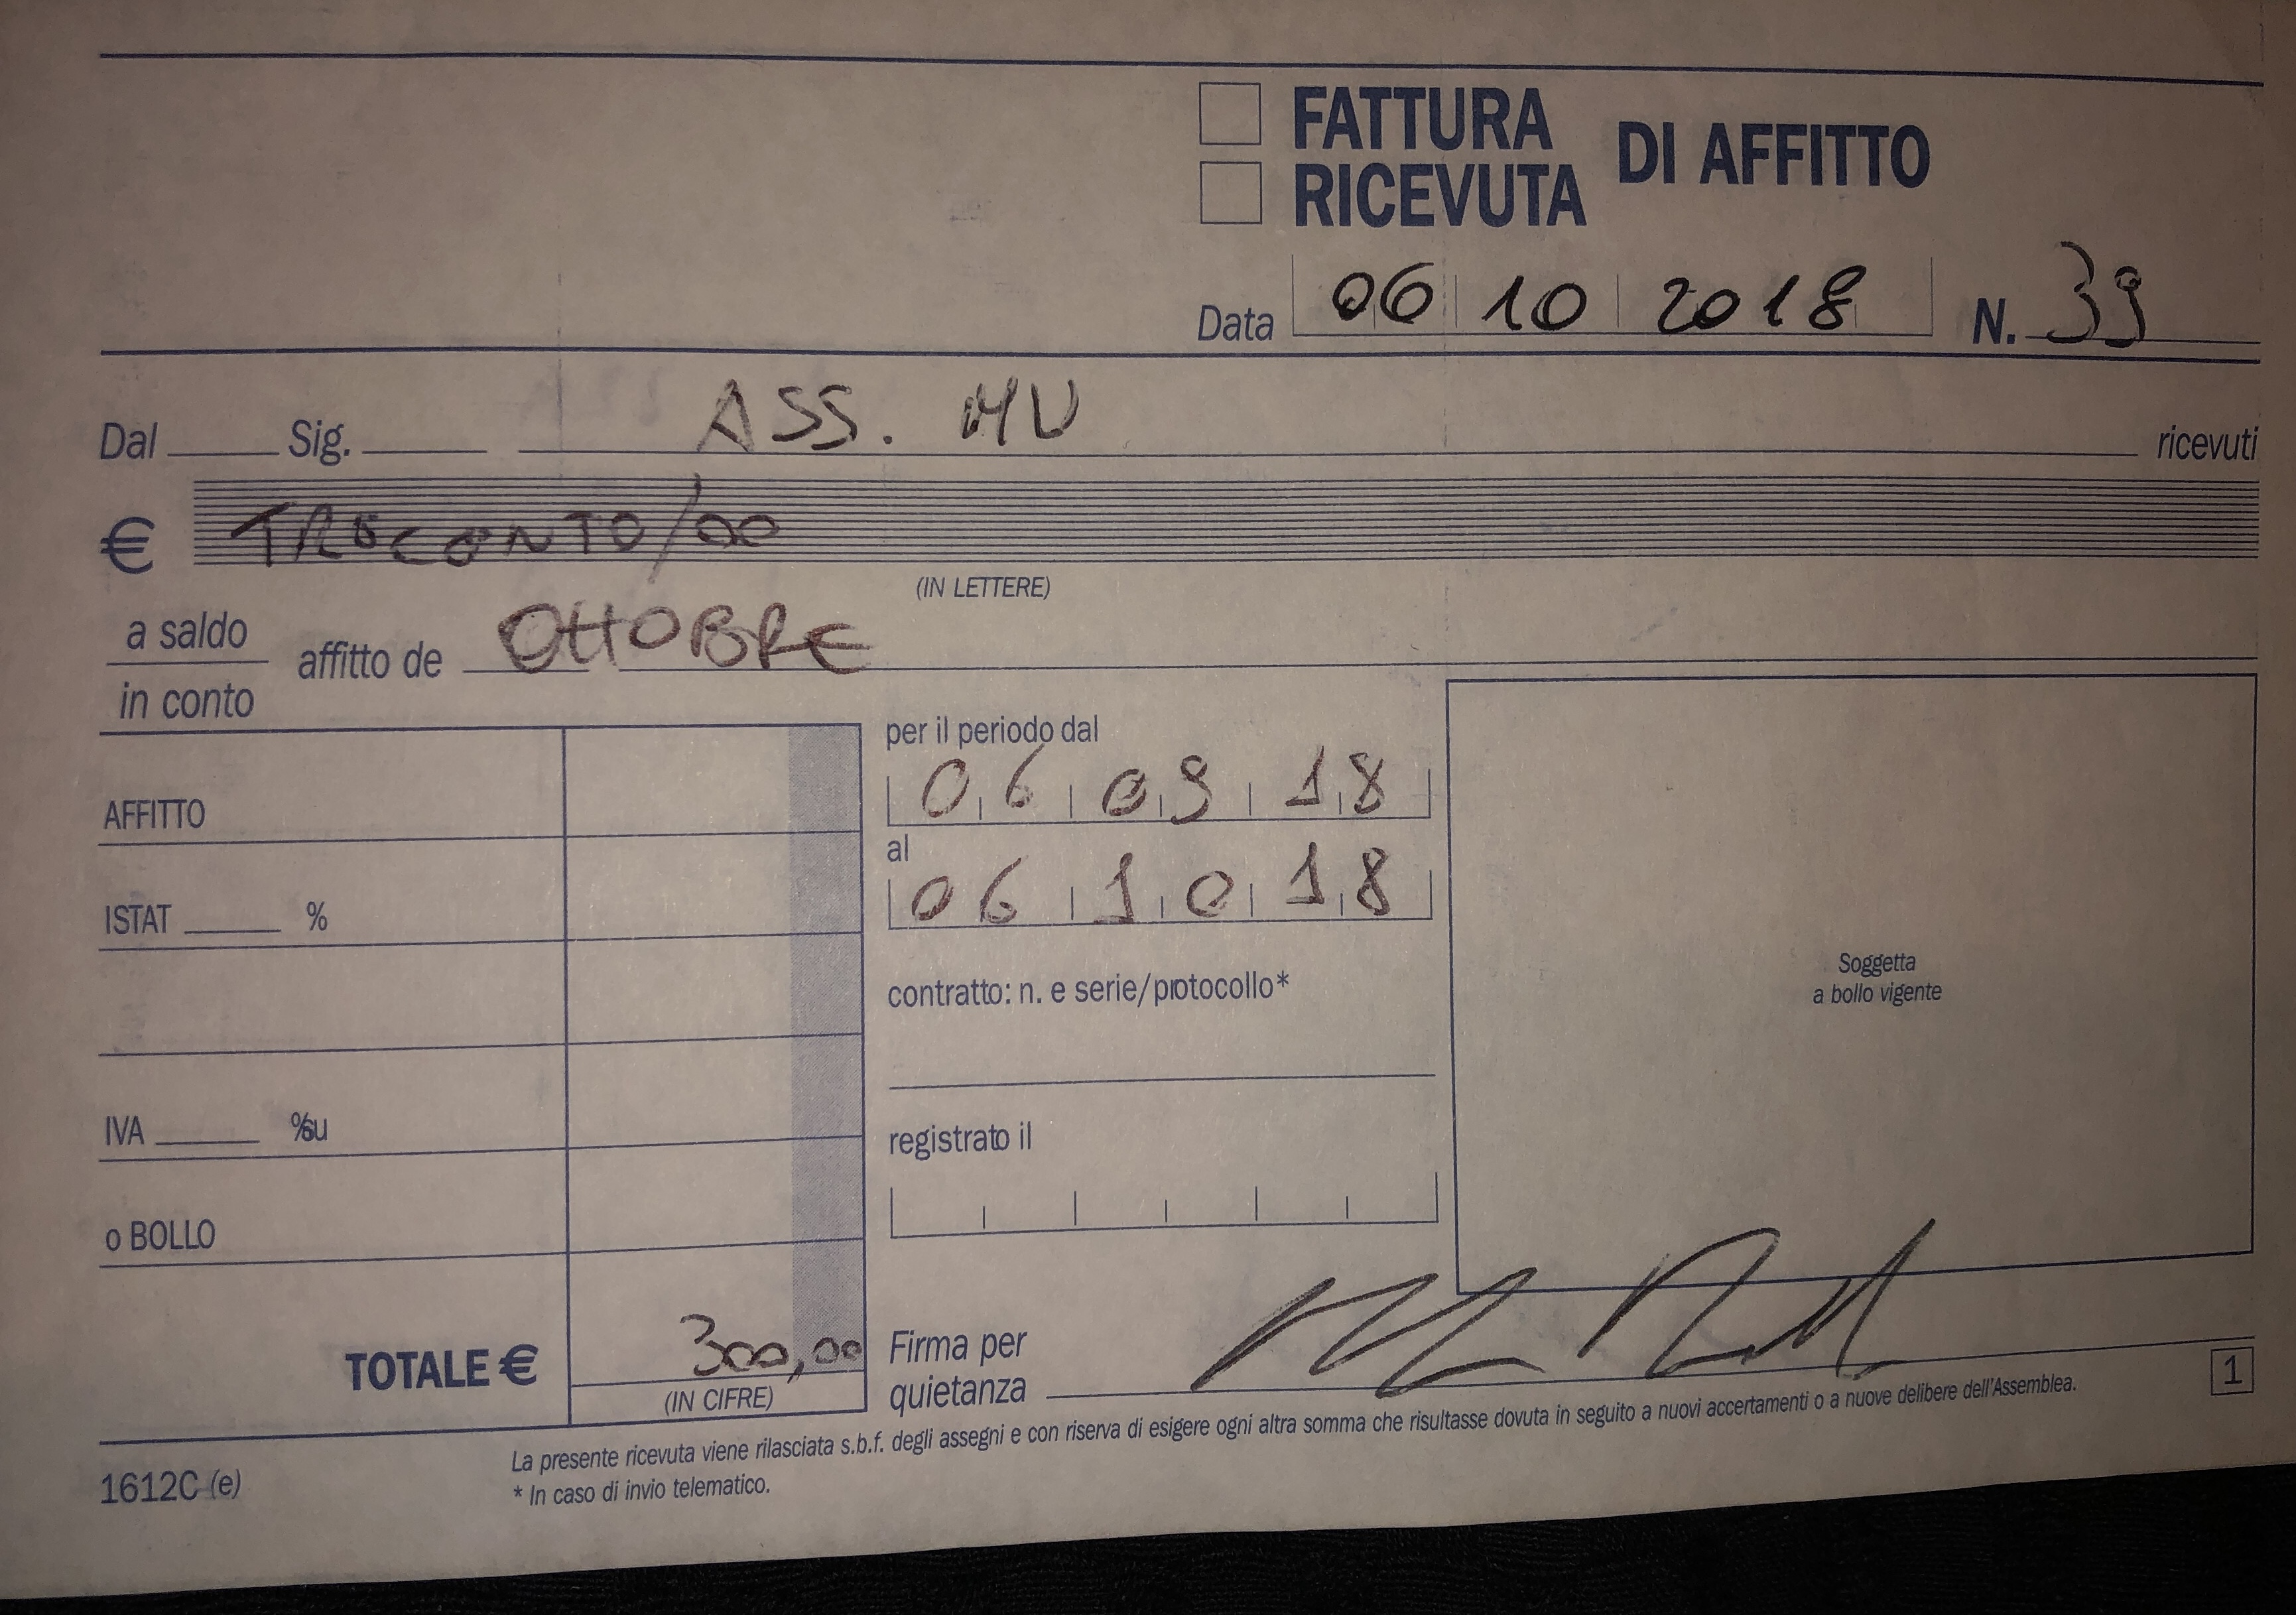 FATTURA
RICEVUTA
DI AFFITTO
Data 06 10 2018 N. 39
Dal Sig. ASS. MU ricevuti
€ TRECENTO/00
(IN LETTERE)
a saldo
in conto
affitto de OTTOBRE
AFFITTO
ISTAT %
IVA %su
o BOLLO
TOTALE € 300,00
(IN CIFRE)
per il periodo dal
06 09 18
al
06 10 18
contratto: n. e serie/protocollo*
registrato il
Soggetta
a bollo vigente
Firma per
quietanza
1
La presente ricevuta viene rilasciata s.b.f. degli assegni e con riserva di esigere ogni altra somma che risultasse dovuta in seguito a nuovi accertamenti o a nuove delibere dell'Assemblea.
* In caso di invio telematico.
1612C (e)